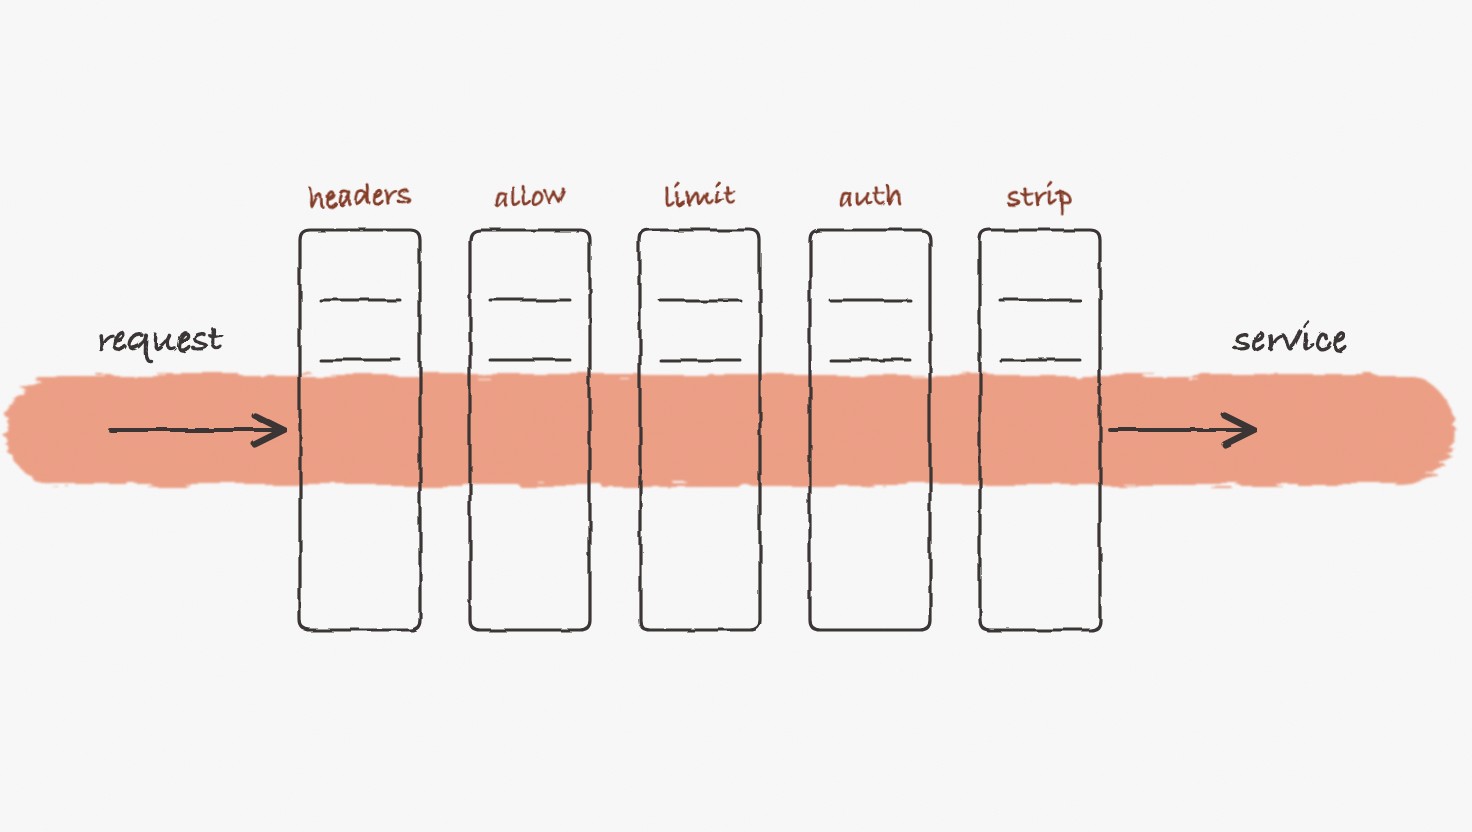 headers
allow
limit
auth
strip
request
service